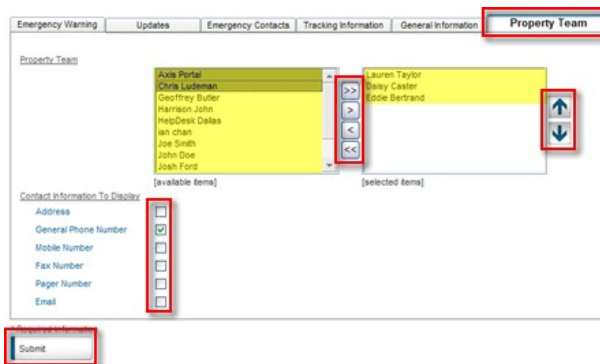 Emergency Warning Updates Emergency Contacts Tracking Information General Information Property Team
Property Team
Axis Portal
Chris Ludeman
Geoffrey Butler
Harrison John
HelpDesk Dallas
ian chan
Joe Smith
John Doe
Josh Ford
>>
>
<
<<
Lauren Taylor
Daisy Caster
Eddie Bertrand
[available items] [selected items]
Contact Information To Display
Address
General Phone Number
Mobile Number
Fax Number
Pager Number
Email
* Required Information
Submit